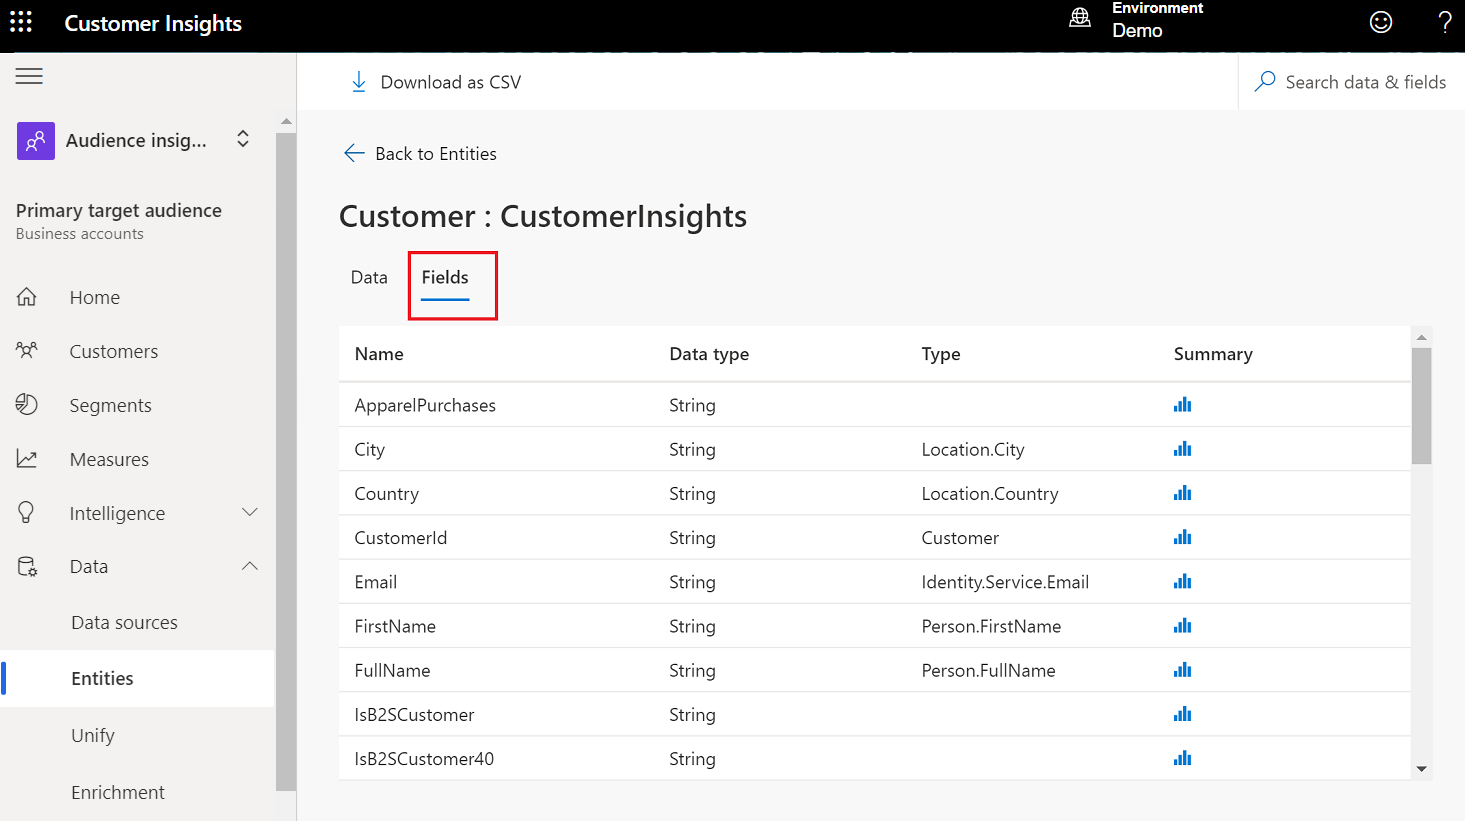 Customer Insights
Environment
Demo
?
Download as CSV
Search data & fields
Audience insig...
Primary target audience
Business accounts
Home
Customers
Segments
Measures
Intelligence
Data
Data sources
Entities
Unify
Enrichment
Back to Entities
Customer : CustomerInsights
Data Fields
Name Data type Type Summary
ApparelPurchases String
City String Location.City
Country String Location.Country
CustomerId String Customer
Email String Identity.Service.Email
FirstName String Person.FirstName
FullName String Person.FullName
IsB2SCustomer String
IsB2SCustomer40 String